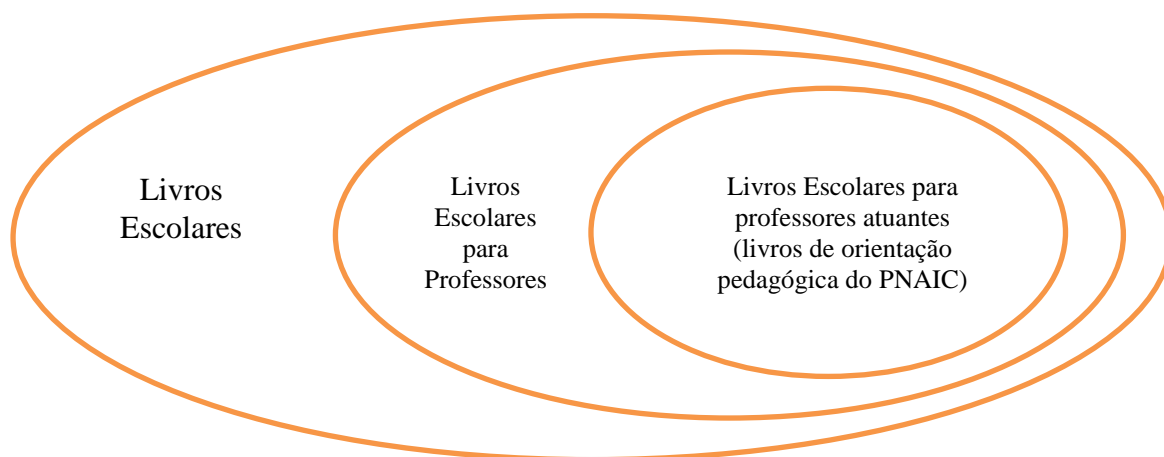 Livros
Escolares
Livros
Escolares
para
Professores
Livros Escolares para
professores atuantes
(livros de orientação
pedagógica do PNAIC)